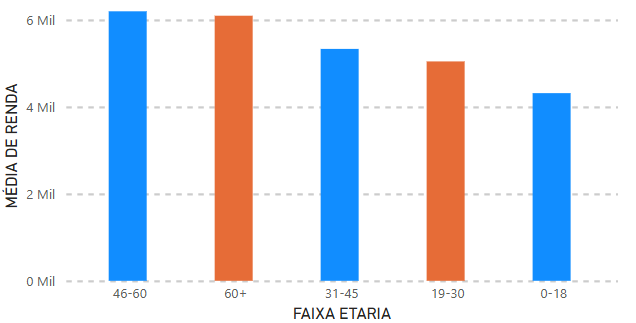 6 Mil
4 Mil
2 Mil
0 Mil
MÉDIA DE RENDA
46-60 60+ 31-45 19-30 0-18
FAIXA ETARIA